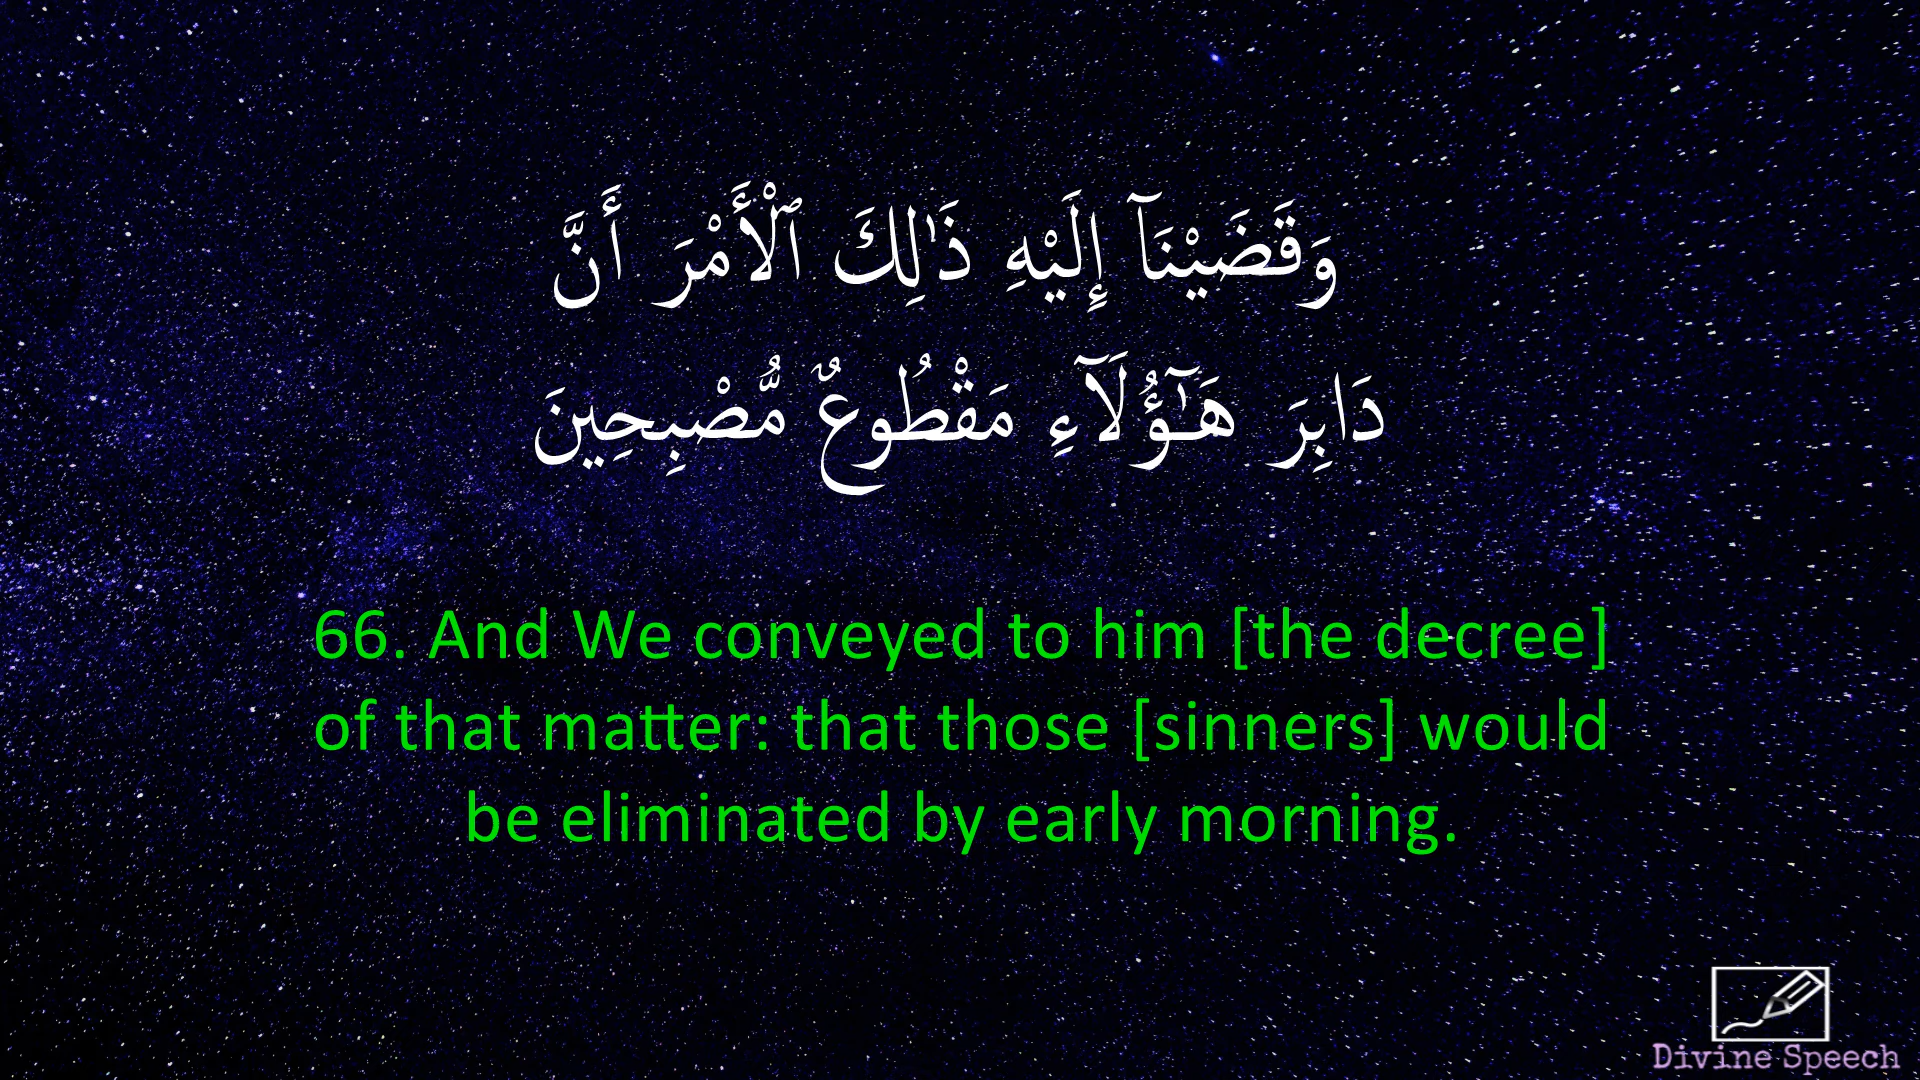 وَقَضَيْنَآ إِلَيْهِ ذَٰلِكَ ٱلْأَمْرَ أَنَّ
دَابِرَ هَـٰٓؤُلَآءِ مَقْطُوعٌ مُّصْبِحِينَ
66. And We conveyed to him [the decree]
of that matter: that those [sinners] would
be eliminated by early morning.
Divine Speech